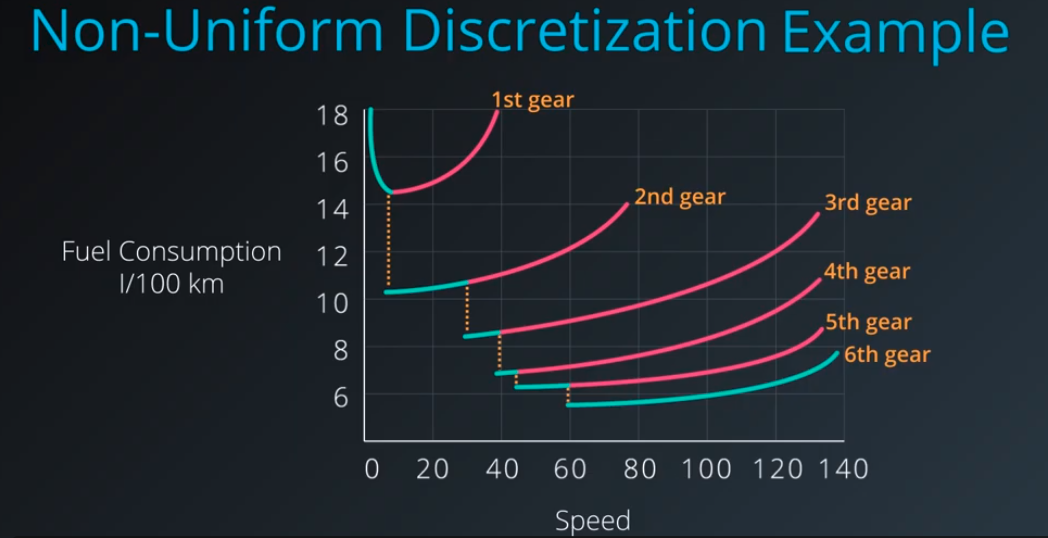 Non-Uniform Discretization Example
1st gear
18
16
2nd gear
14
3rd gear
Fuel Consumption
l/100 km
12
4th gear
10
5th gear
8
6th gear
6
0 20 40 60 80 100 120 140
Speed